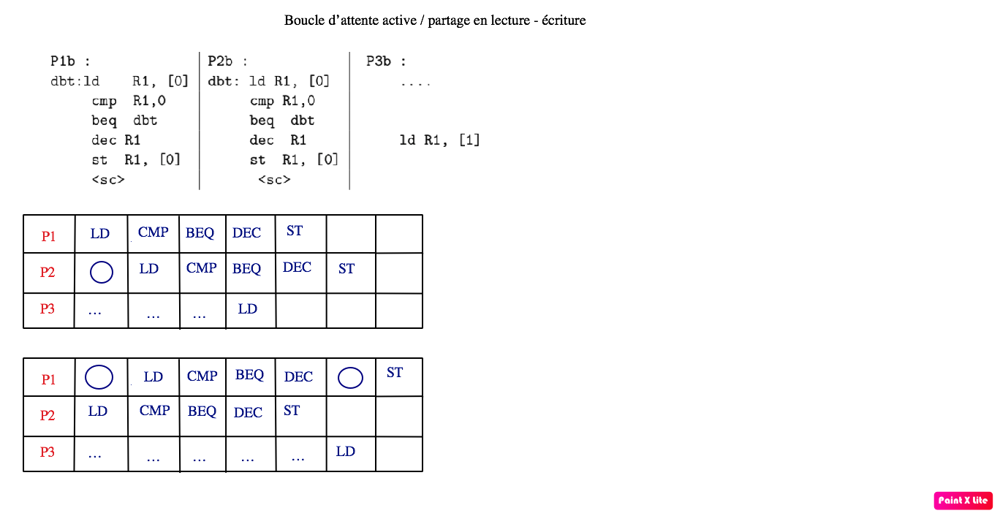 Boucle d'attente active / partage en lecture - écriture
P1b : P2b : P3b :
dbt:ld R1, [0] dbt: ld R1, [0] ....
cmp R1,0 cmp R1,0
beq dbt beq dbt
dec R1 dec R1 ld R1, [1]
st R1, [0] st R1, [0]
<sc> <sc>
P1 LD CMP BEQ DEC ST
P2 LD CMP BEQ DEC ST
P3 ... ... ... LD
P1 LD CMP BEQ DEC ST
P2 LD CMP BEQ DEC ST
P3 ... ... ... ... ... LD
Paint X Lite